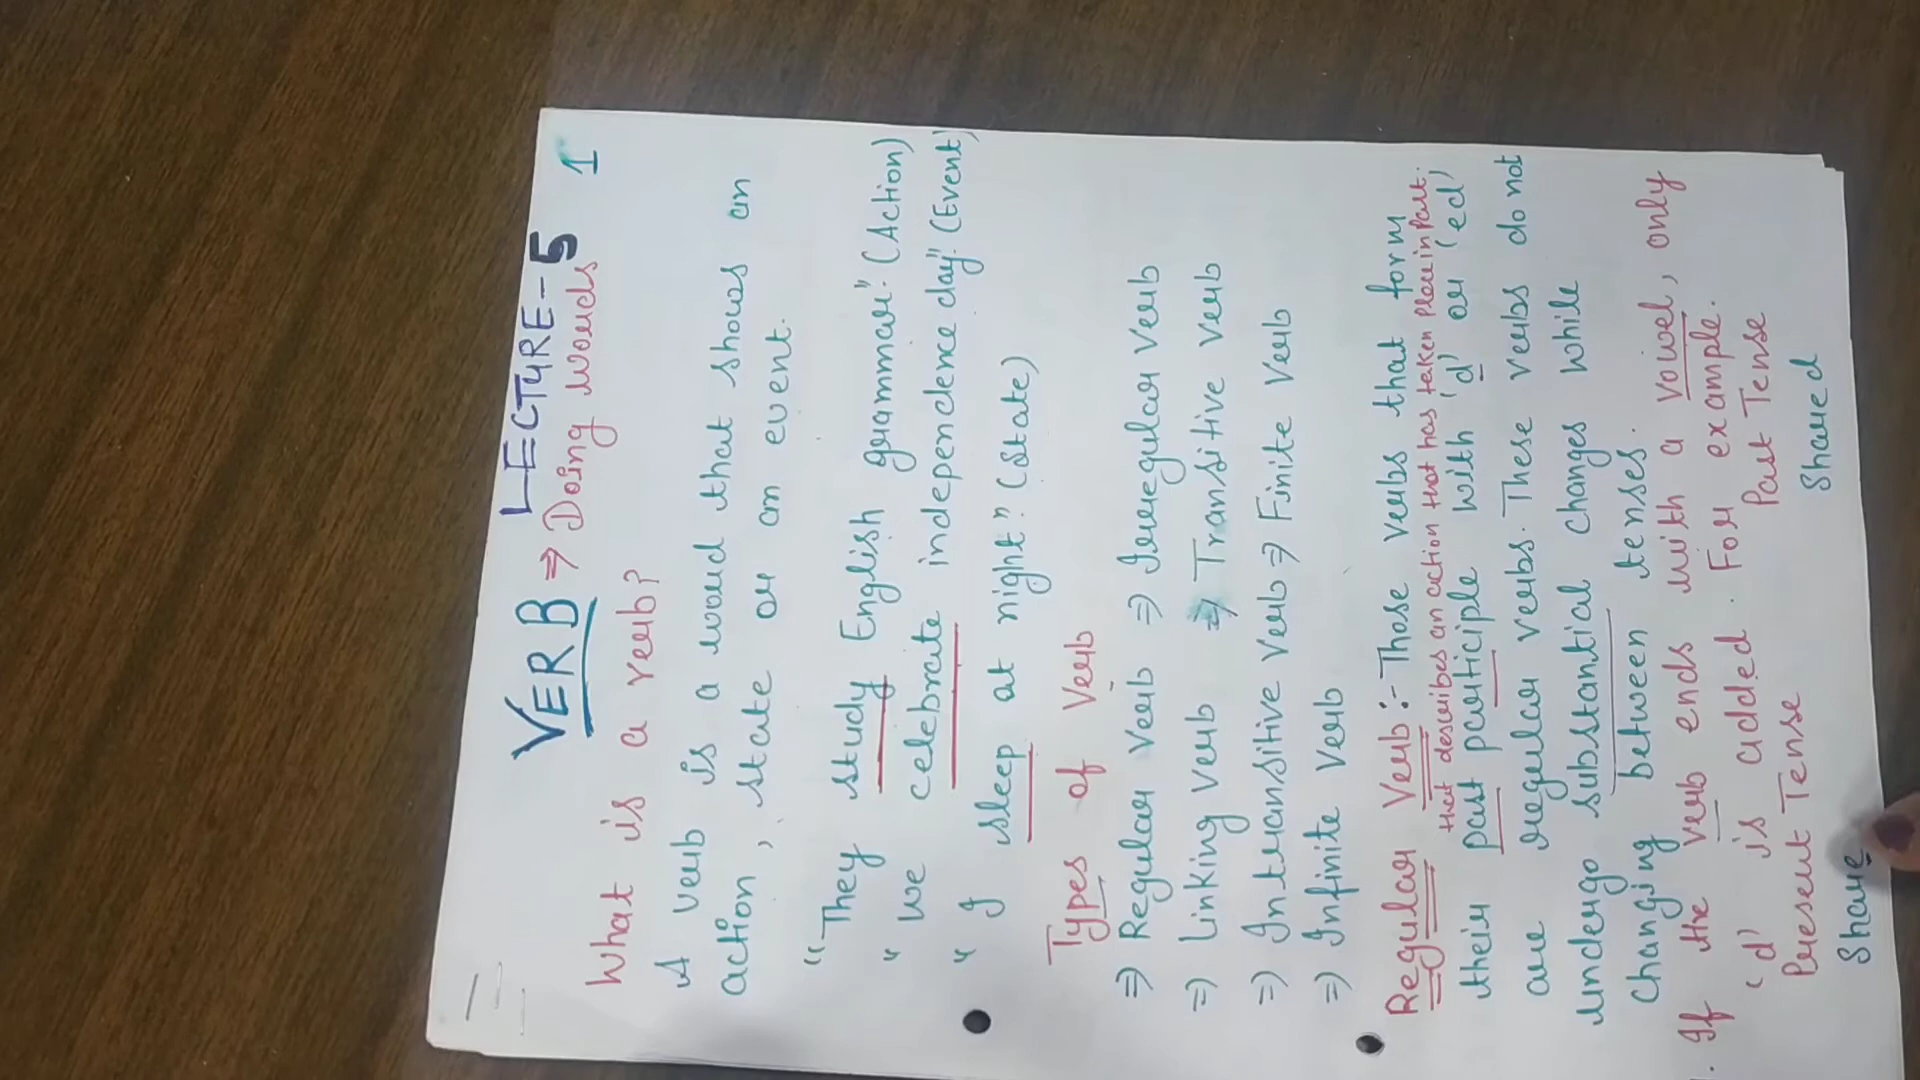 LECTURE-5
1
VERB ⇒ Doing words
What is a verb?
A verb is a word that shows an
action, state or an event.
"They study English grammar". (Action)
"We celebrate independence day". (Event)
"I sleep at night". (State)
Types of Verb
⇒ Regular Verb ⇒ Irregular Verb
⇒ Linking Verb ⇒ Transitive Verb
⇒ Intransitive Verb ⇒ Finite Verb
⇒ Infinite Verb
Regular Verb :- Those verbs that form
that describes an action that has taken place in past.
their past participle with 'd' or 'ed'
are regular verbs. These verbs do not
undergo substantial changes while
changing between tenses.
. If the verb ends with a vowel, only
'd' is added. For example.
Present Tense Past Tense
Share Shared